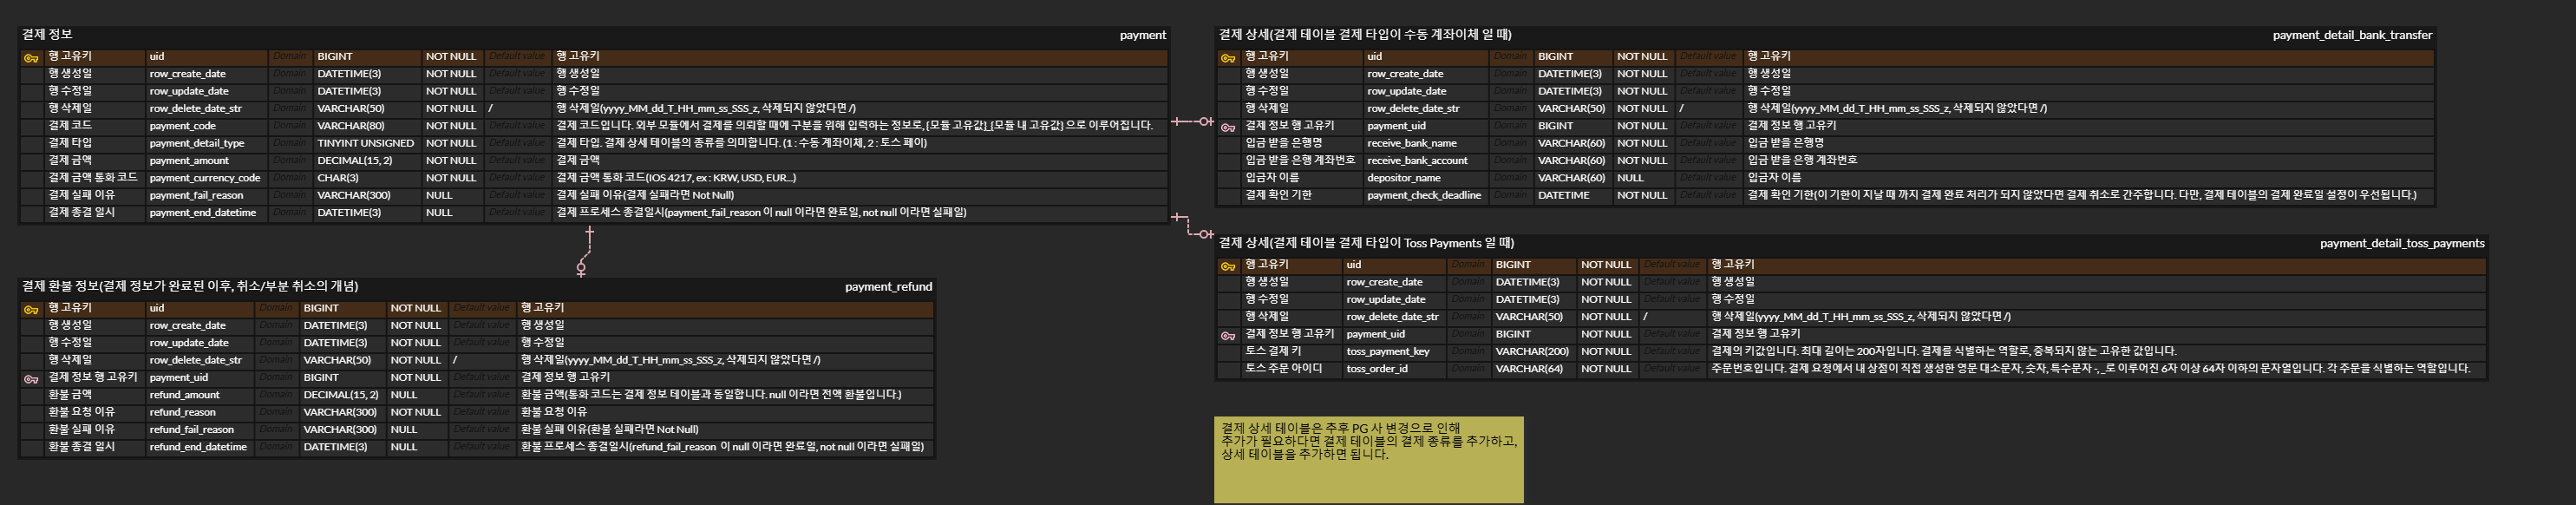 결제 정보 payment
행 고유키 uid Domain BIGINT NOT NULL Default value 행 고유키
행 생성일 row_create_date Domain DATETIME(3) NOT NULL Default value 행 생성일
행 수정일 row_update_date Domain DATETIME(3) NOT NULL Default value 행 수정일
행 삭제일 row_delete_date_str Domain VARCHAR(50) NOT NULL / 행 삭제일(yyyy_MM_dd_T_HH_mm_ss_SSS_z, 삭제되지 않았다면 /)
결제 코드 payment_code Domain VARCHAR(80) NOT NULL Default value 결제 코드입니다. 외부 모듈에서 결제를 의뢰할 때에 구분을 위해 입력하는 정보로, {모듈 고유값}_{모듈 내 고유값} 으로 이루어집니다.
결제 타입 payment_detail_type Domain TINYINT UNSIGNED NOT NULL Default value 결제 타입. 결제 상세 테이블의 종류를 의미합니다. (1 : 수동 계좌이체, 2 : 토스 페이)
결제 금액 payment_amount Domain DECIMAL(15, 2) NOT NULL Default value 결제 금액
결제 금액 통화 코드 payment_currency_code Domain CHAR(3) NOT NULL Default value 결제 금액 통화 코드(IOS 4217, ex : KRW, USD, EUR...)
결제 실패 이유 payment_fail_reason Domain VARCHAR(300) NULL Default value 결제 실패 이유(결제 실패라면 Not Null)
결제 종결 일시 payment_end_datetime Domain DATETIME(3) NULL Default value 결제 프로세스 종결일시(payment_fail_reason 이 null 이라면 완료일, not null 이라면 실패일)
결제 상세(결제 테이블 결제 타입이 수동 계좌이체 일 때) payment_detail_bank_transfer
행 고유키 uid Domain BIGINT NOT NULL Default value 행 고유키
행 생성일 row_create_date Domain DATETIME(3) NOT NULL Default value 행 생성일
행 수정일 row_update_date Domain DATETIME(3) NOT NULL Default value 행 수정일
행 삭제일 row_delete_date_str Domain VARCHAR(50) NOT NULL / 행 삭제일(yyyy_MM_dd_T_HH_mm_ss_SSS_z, 삭제되지 않았다면 /)
결제 정보 행 고유키 payment_uid Domain BIGINT NOT NULL Default value 결제 정보 행 고유키
입금 받을 은행명 receive_bank_name Domain VARCHAR(60) NOT NULL Default value 입금 받을 은행명
입금 받을 은행 계좌번호 receive_bank_account Domain VARCHAR(60) NOT NULL Default value 입금 받을 은행 계좌번호
입금자 이름 depositor_name Domain VARCHAR(60) NULL Default value 입금자 이름
결제 확인 기한 payment_check_deadline Domain DATETIME NOT NULL Default value 결제 확인 기한(이 기한이 지날 때 까지 결제 완료 처리가 되지 않았다면 결제 취소로 간주합니다. 다만, 결제 테이블의 결제 완료일 설정이 우선됩니다.)
결제 환불 정보(결제 정보가 완료된 이후, 취소/부분 취소의 개념) payment_refund
행 고유키 uid Domain BIGINT NOT NULL Default value 행 고유키
행 생성일 row_create_date Domain DATETIME(3) NOT NULL Default value 행 생성일
행 수정일 row_update_date Domain DATETIME(3) NOT NULL Default value 행 수정일
행 삭제일 row_delete_date_str Domain VARCHAR(50) NOT NULL / 행 삭제일(yyyy_MM_dd_T_HH_mm_ss_SSS_z, 삭제되지 않았다면 /)
결제 정보 행 고유키 payment_uid Domain BIGINT NOT NULL Default value 결제 정보 행 고유키
환불 금액 refund_amount Domain DECIMAL(15, 2) NULL Default value 환불 금액(통화 코드는 결제 정보 테이블과 동일합니다. null 이라면 전액 환불입니다.)
환불 요청 이유 refund_reason Domain VARCHAR(300) NOT NULL Default value 환불 요청 이유
환불 실패 이유 refund_fail_reason Domain VARCHAR(300) NULL Default value 환불 실패 이유(환불 실패라면 Not Null)
환불 종결 일시 refund_end_datetime Domain DATETIME(3) NULL Default value 환불 프로세스 종결일시(refund_fail_reason 이 null 이라면 완료일, not null 이라면 실패일)
결제 상세(결제 테이블 결제 타입이 Toss Payments 일 때) payment_detail_toss_payments
행 고유키 uid Domain BIGINT NOT NULL Default value 행 고유키
행 생성일 row_create_date Domain DATETIME(3) NOT NULL Default value 행 생성일
행 수정일 row_update_date Domain DATETIME(3) NOT NULL Default value 행 수정일
행 삭제일 row_delete_date_str Domain VARCHAR(50) NOT NULL / 행 삭제일(yyyy_MM_dd_T_HH_mm_ss_SSS_z, 삭제되지 않았다면 /)
결제 정보 행 고유키 payment_uid Domain BIGINT NOT NULL Default value 결제 정보 행 고유키
토스 결제 키 toss_payment_key Domain VARCHAR(200) NOT NULL Default value 결제의 키값입니다. 최대 길이는 200자입니다. 결제를 식별하는 역할로, 중복되지 않는 고유한 값입니다.
토스 주문 아이디 toss_order_id Domain VARCHAR(64) NOT NULL Default value 주문번호입니다. 결제 요청에서 내 상점이 직접 생성한 영문 대소문자, 숫자, 특수문자 -, _로 이루어진 6자 이상 64자 이하의 문자열입니다. 각 주문을 식별하는 역할입니다.
결제 상세 테이블은 추후 PG 사 변경으로 인해
추가가 필요하다면 결제 테이블의 결제 종류를 추가하고,
상세 테이블을 추가하면 됩니다.